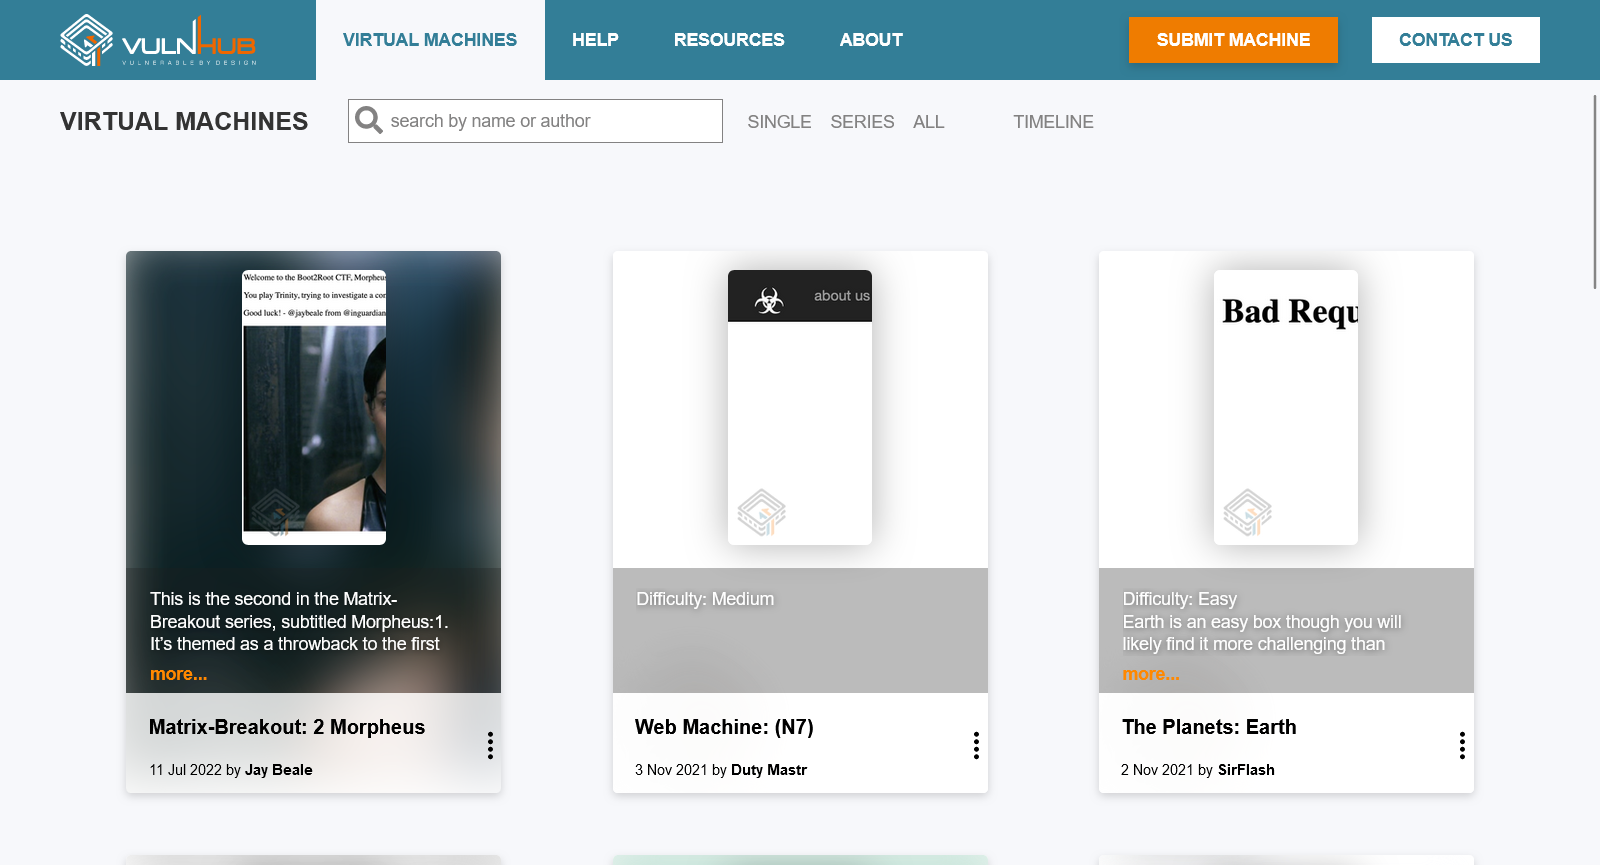 VULNHUB
VULNERABLE BY DESIGN
VIRTUAL MACHINES
HELP
RESOURCES
ABOUT
SUBMIT MACHINE
CONTACT US
VIRTUAL MACHINES
search by name or author
SINGLE
SERIES
ALL
TIMELINE
Welcome to the Boot2Root CTF, Morpheus
You play Trinity, trying to investigate a con
Good luck! - @jaybeale from @inguardian
This is the second in the Matrix-
Breakout series, subtitled Morpheus:1.
It's themed as a throwback to the first
more...
Matrix-Breakout: 2 Morpheus
11 Jul 2022 by Jay Beale
about us
Difficulty: Medium
Web Machine: (N7)
3 Nov 2021 by Duty Mastr
Bad Requ
Difficulty: Easy
Earth is an easy box though you will
likely find it more challenging than
more...
The Planets: Earth
2 Nov 2021 by SirFlash